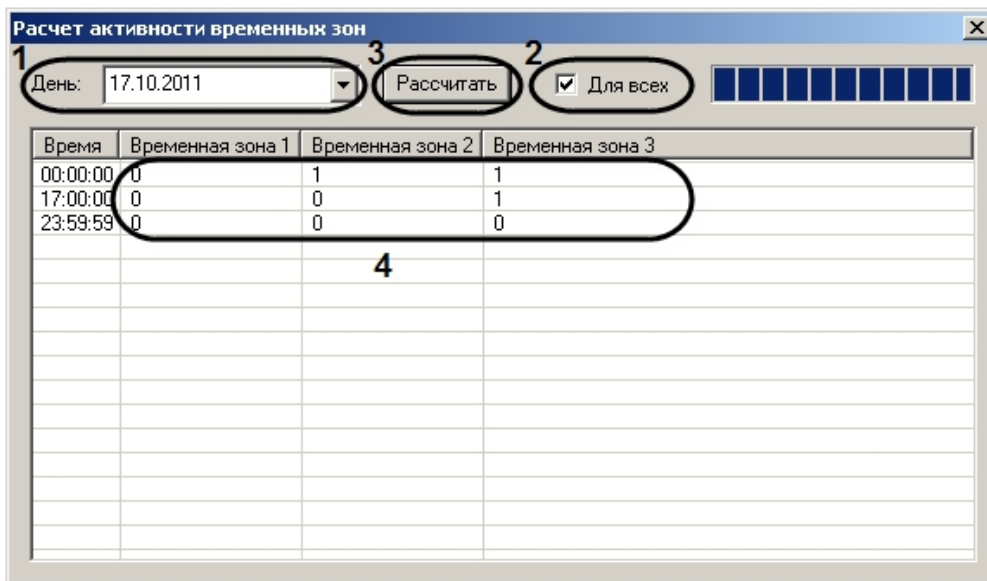 Расчет активности временных зон
1 3 2
День: 17.10.2011 Рассчитать Для всех
Время Временная зона 1 Временная зона 2 Временная зона 3
00:00:00 0 1 1
17:00:00 0 0 1
23:59:59 0 0 0
4